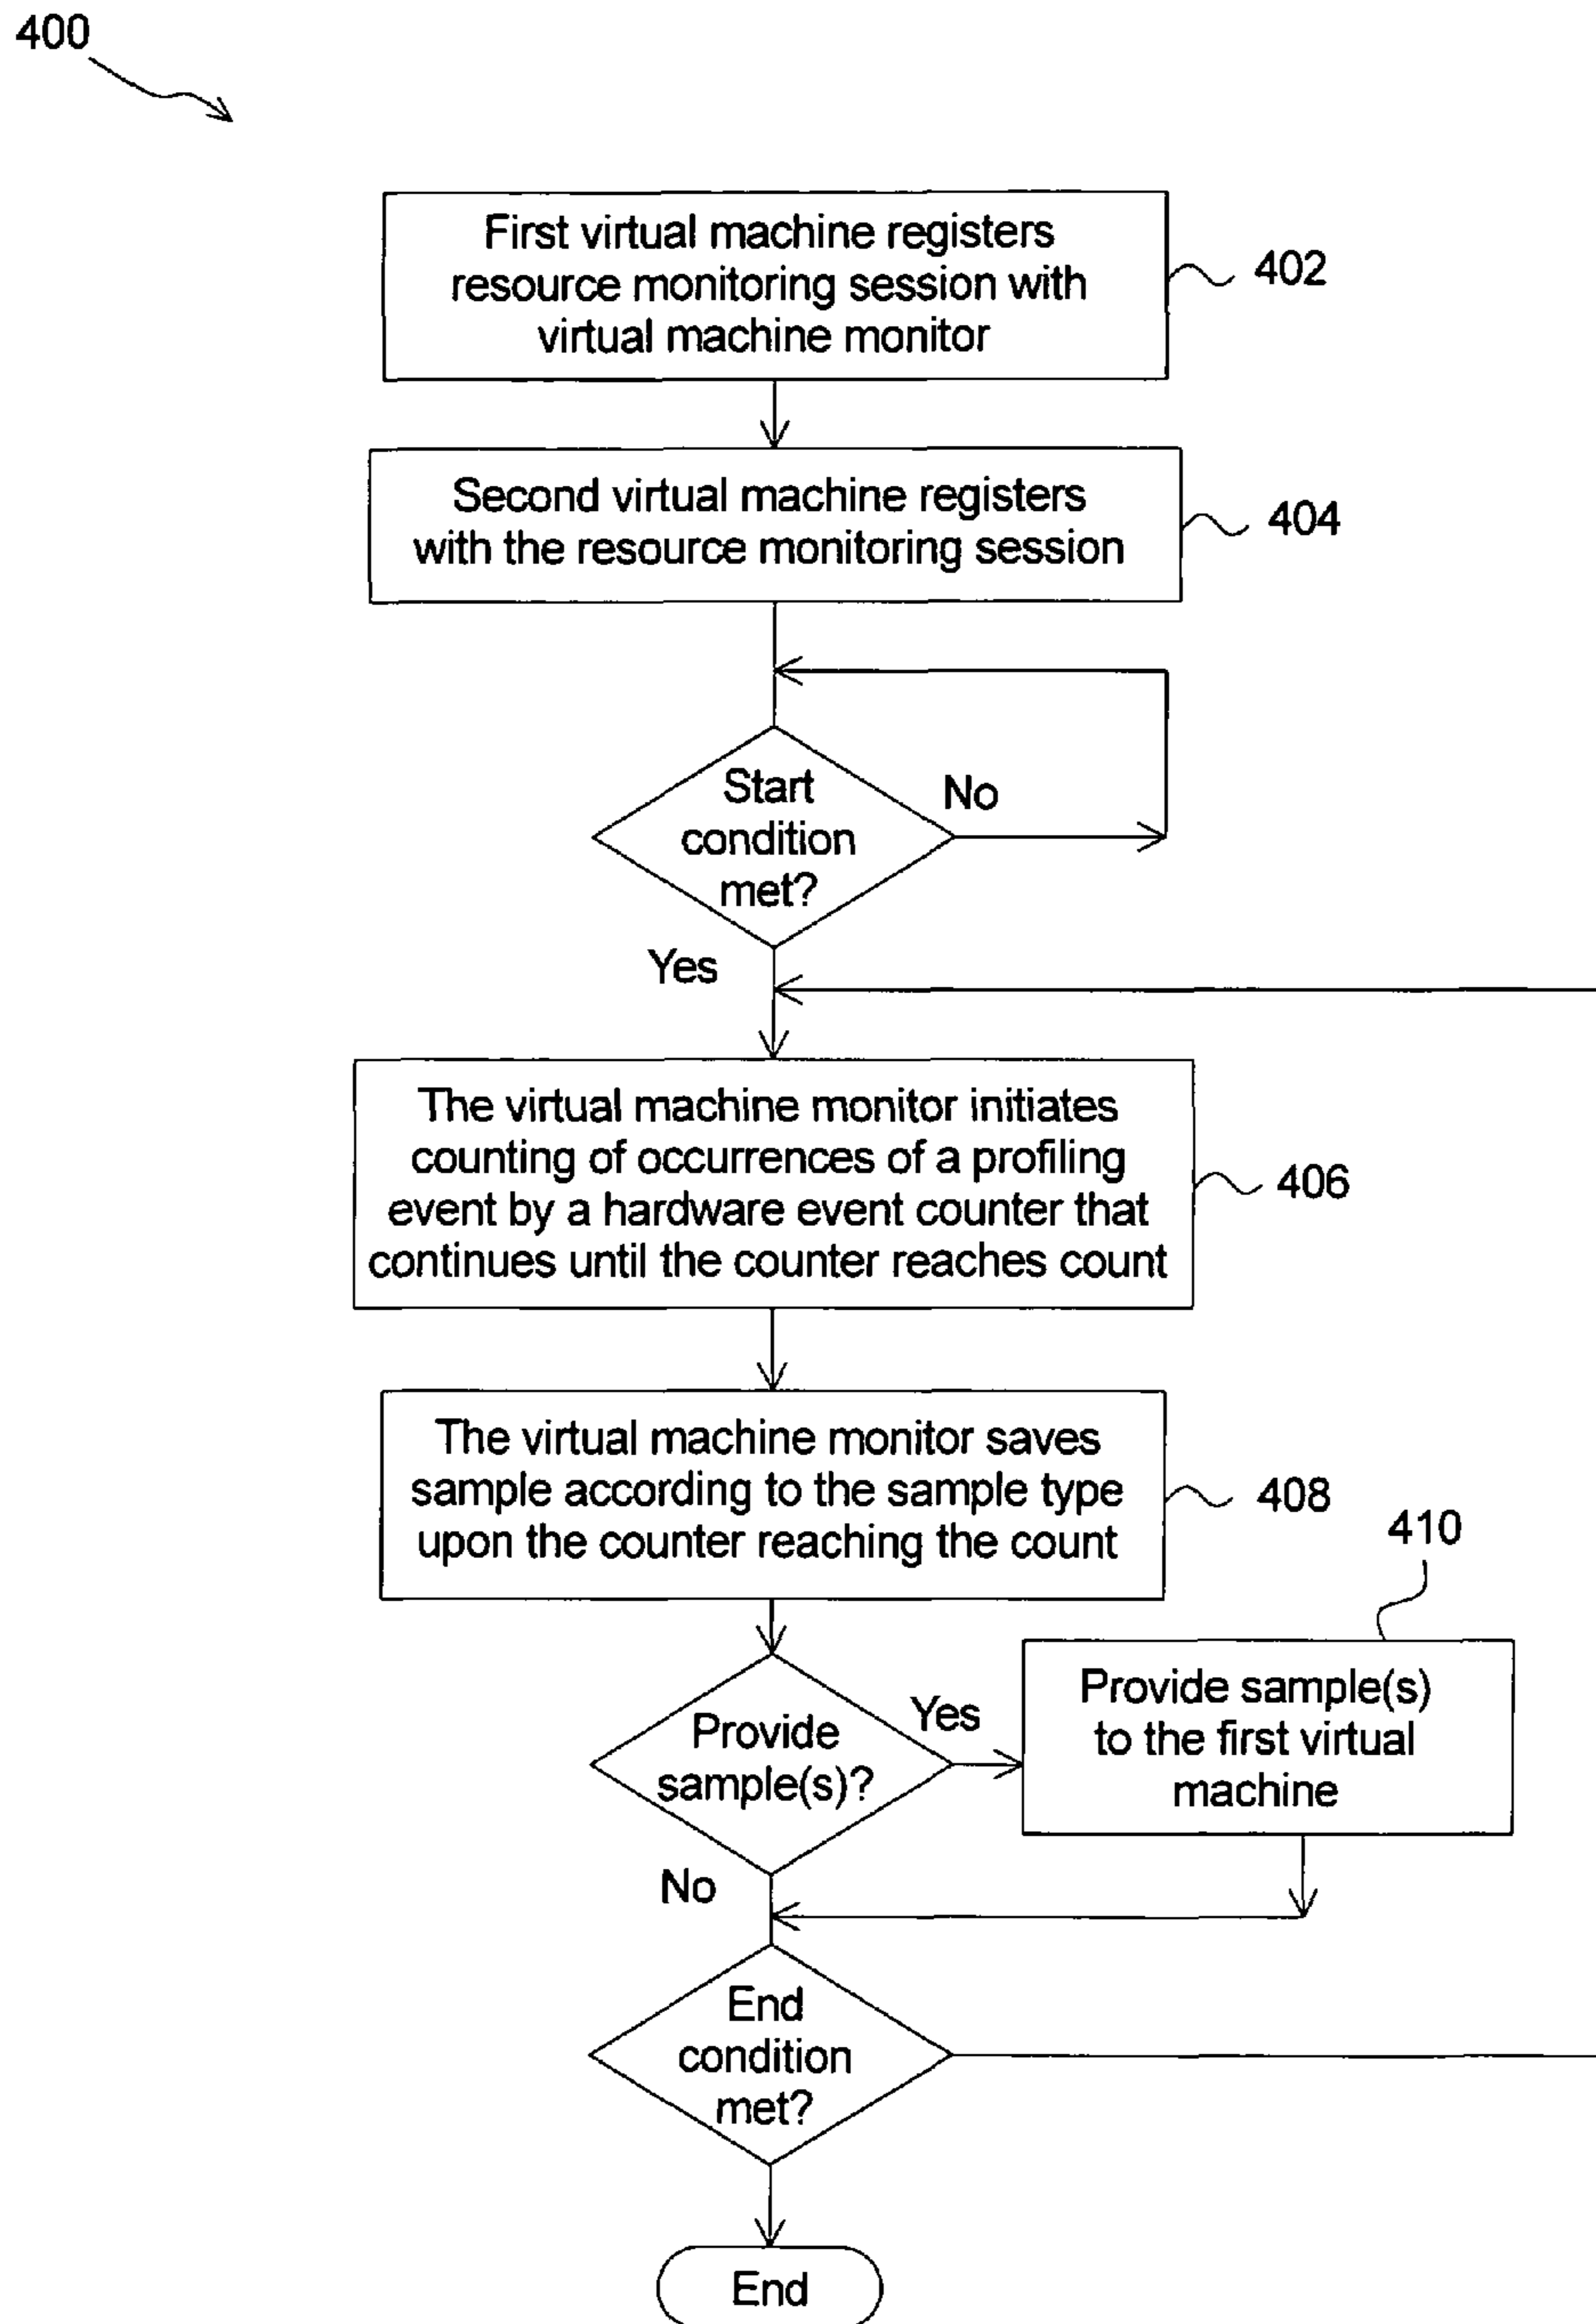 400
First virtual machine registers
resource monitoring session with
virtual machine monitor
402
Second virtual machine registers
with the resource monitoring session
404
Start
condition
met?
No
Yes
The virtual machine monitor initiates
counting of occurrences of a profiling
event by a hardware event counter that
continues until the counter reaches count
406
The virtual machine monitor saves
sample according to the sample type
upon the counter reaching the count
408
410
Provide
sample(s)?
Yes
Provide sample(s)
to the first virtual
machine
No
End
condition
met?
End